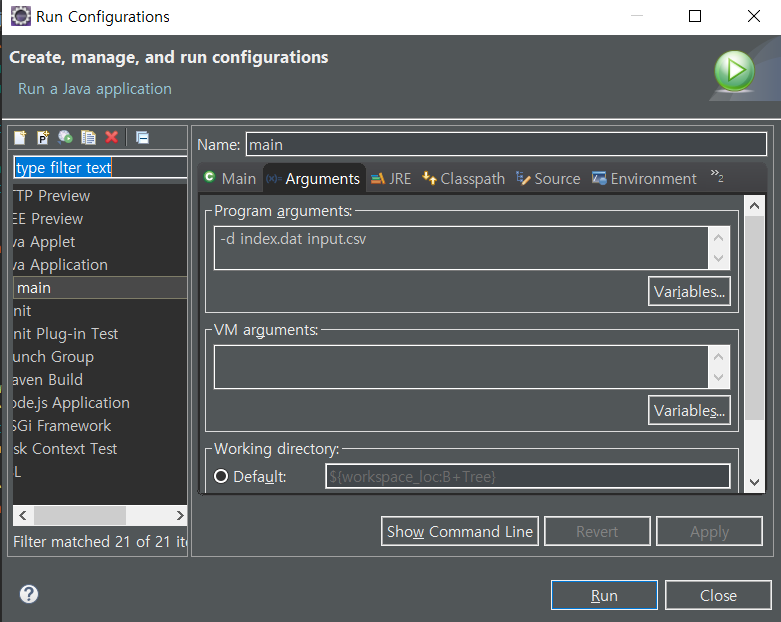 Run Configurations
Create, manage, and run configurations
Run a Java application
type filter text
TP Preview
EE Preview
va Applet
va Application
main
nit
nit Plug-in Test
unch Group
aven Build
ode.js Application
SGi Framework
sk Context Test
L
Filter matched 21 of 21 ite
Name: main
Main Arguments JRE Classpath Source Environment »2
Program arguments:
-d index.dat input.csv
Variables...
VM arguments:
Variables...
Working directory:
Default: ${workspace_loc:B+Tree}
Show Command Line Revert Apply
Run Close